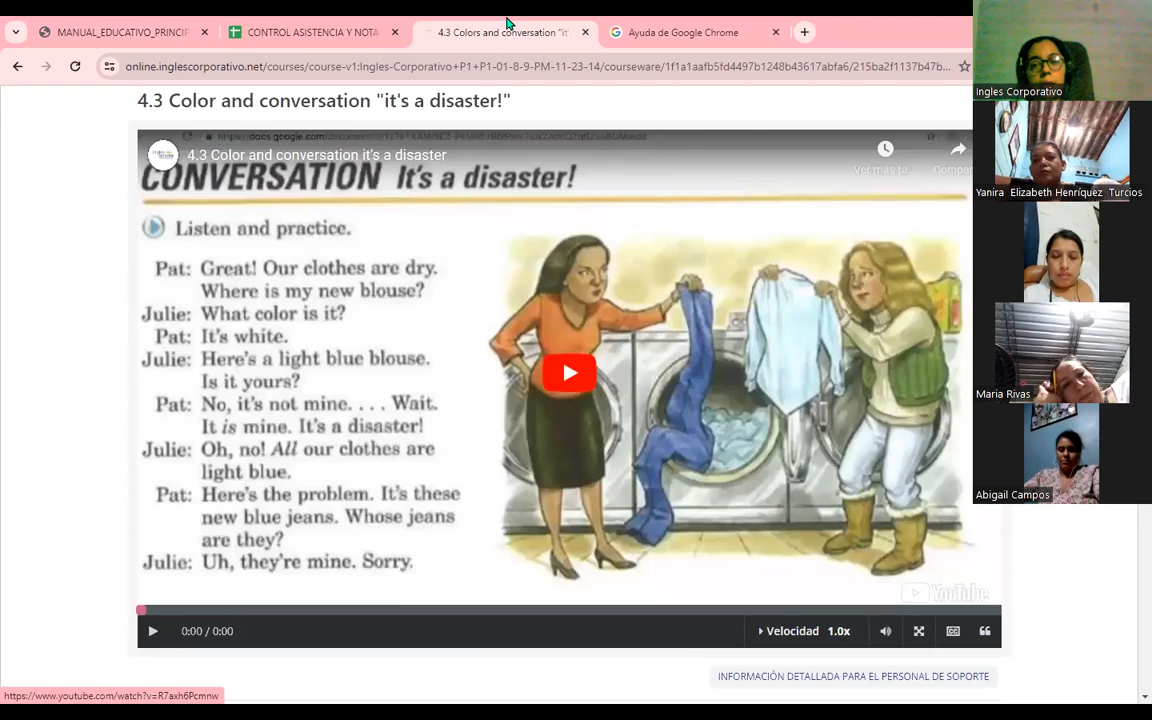 MANUAL_EDUCATIVO_PRINCIF
CONTROL ASISTENCIA Y NOTA
4.3 Colors and conversation "it'
Ayuda de Google Chrome
online.inglescorporativo.net/courses/course-v1:Ingles-Corporativo+P1+P1-01-8-9-PM-11-23-14/courseware/1f1a1aafb5fd4497b1248b43617abfa6/215ba2f1137b47b...
Ingles Corporativo
4.3 Color and conversation "it's a disaster!"
4.3 Color and conversation it's a disaster
Ver más ta
Compar
CONVERSATION It's a disaster!
Listen and practice.
Pat: Great! Our clothes are dry.
Where is my new blouse?
Julie: What color is it?
Pat: It's white.
Julie: Here's a light blue blouse.
Is it yours?
Pat: No, it's not mine. . . . Wait.
It is mine. It's a disaster!
Julie: Oh, no! All our clothes are
light blue.
Pat: Here's the problem. It's these
new blue jeans. Whose jeans
are they?
Julie: Uh, they're mine. Sorry.
YouTube
0:00 / 0:00
Velocidad 1.0x
CC
INFORMACIÓN DETALLADA PARA EL PERSONAL DE SOPORTE
https://www.youtube.com/watch?v=R7axh6Pcmnw
Yanira Elizabeth Henríquez Turcios
Maria Rivas
Abigail Campos